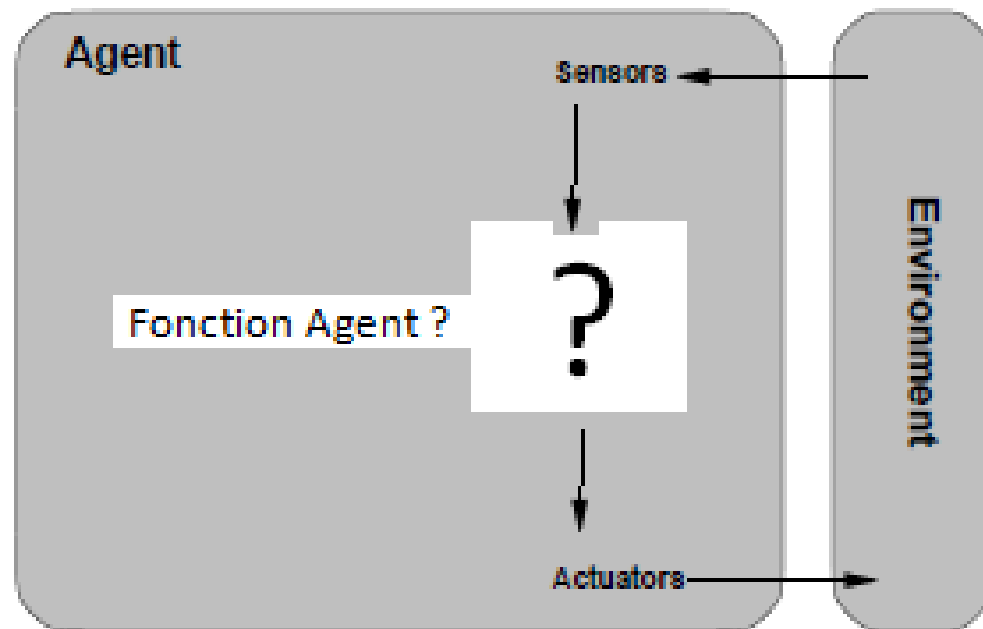 Agent
Sensors
?
Fonction Agent ?
Environment
Actuators